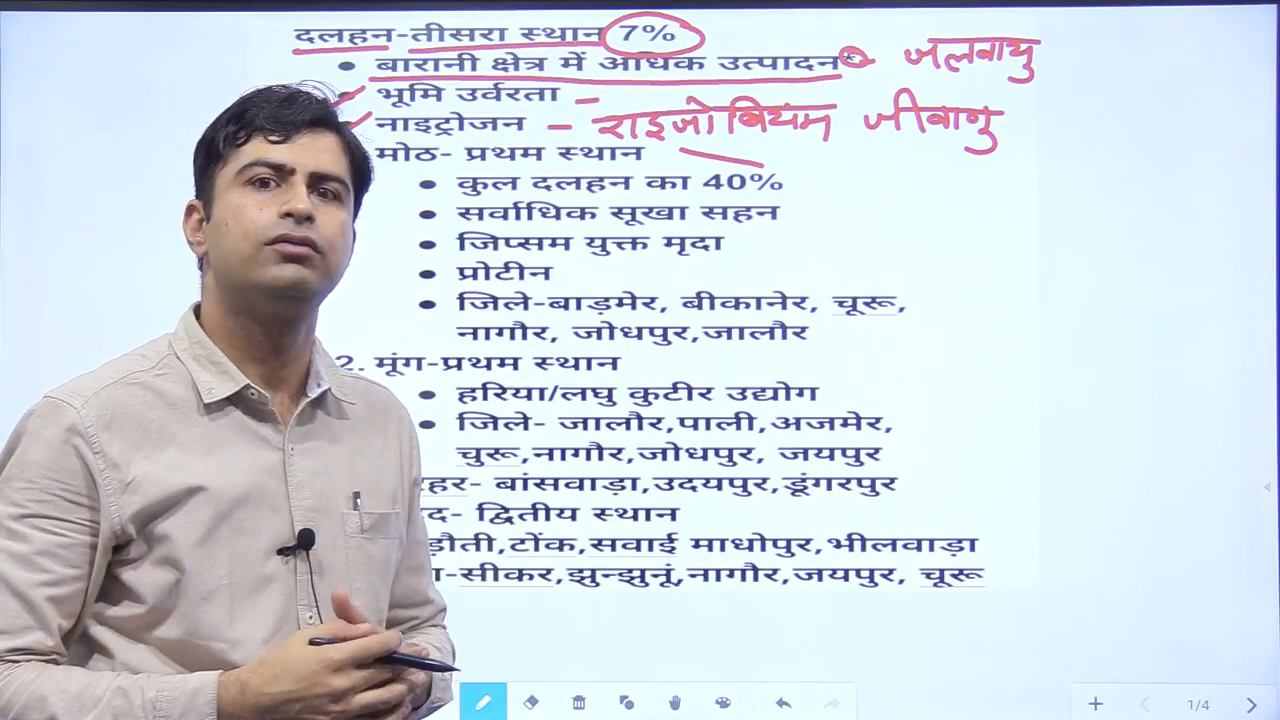 दलहन-तीसरा स्थान 7%
• बारानी क्षेत्र में अधिक उत्पादन जलवायु
भूमि उर्वरता -
नाइट्रोजन - राइजोबियम जीवाणु
मोठ- प्रथम स्थान
• कुल दलहन का 40%
• सर्वाधिक सूखा सहन
• जिप्सम युक्त मृदा
• प्रोटीन
• जिले-बाड़मेर, बीकानेर, चूरू,
नागौर, जोधपुर,जालौर
2. मूंग-प्रथम स्थान
• हरिया/लघु कुटीर उद्योग
• जिले- जालौर,पाली,अजमेर,
चुरू,नागौर,जोधपुर, जयपुर
बांसवाड़ा,उदयपुर,डूंगरपुर
द्वितीय स्थान
टोंक,सवाई माधोपुर,भीलवाड़ा
सीकर,झुन्झुनूं,नागौर,जयपुर, चूरू
1/4